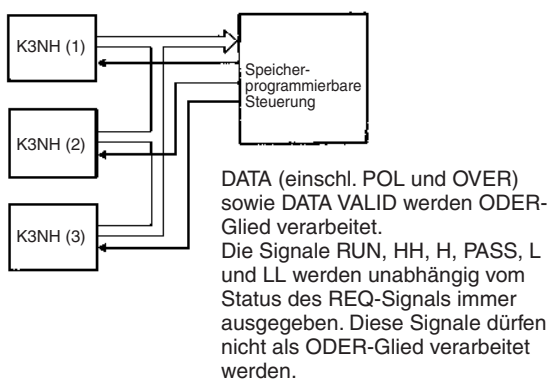 K3NH (1)
Speicher-
programmierbare
Steuerung
K3NH (2)
K3NH (3)
DATA (einschl. POL und OVER)
sowie DATA VALID werden ODER-
Glied verarbeitet.
Die Signale RUN, HH, H, PASS, L
und LL werden unabhängig vom
Status des REQ-Signals immer
ausgegeben. Diese Signale dürfen
nicht als ODER-Glied verarbeitet
werden.